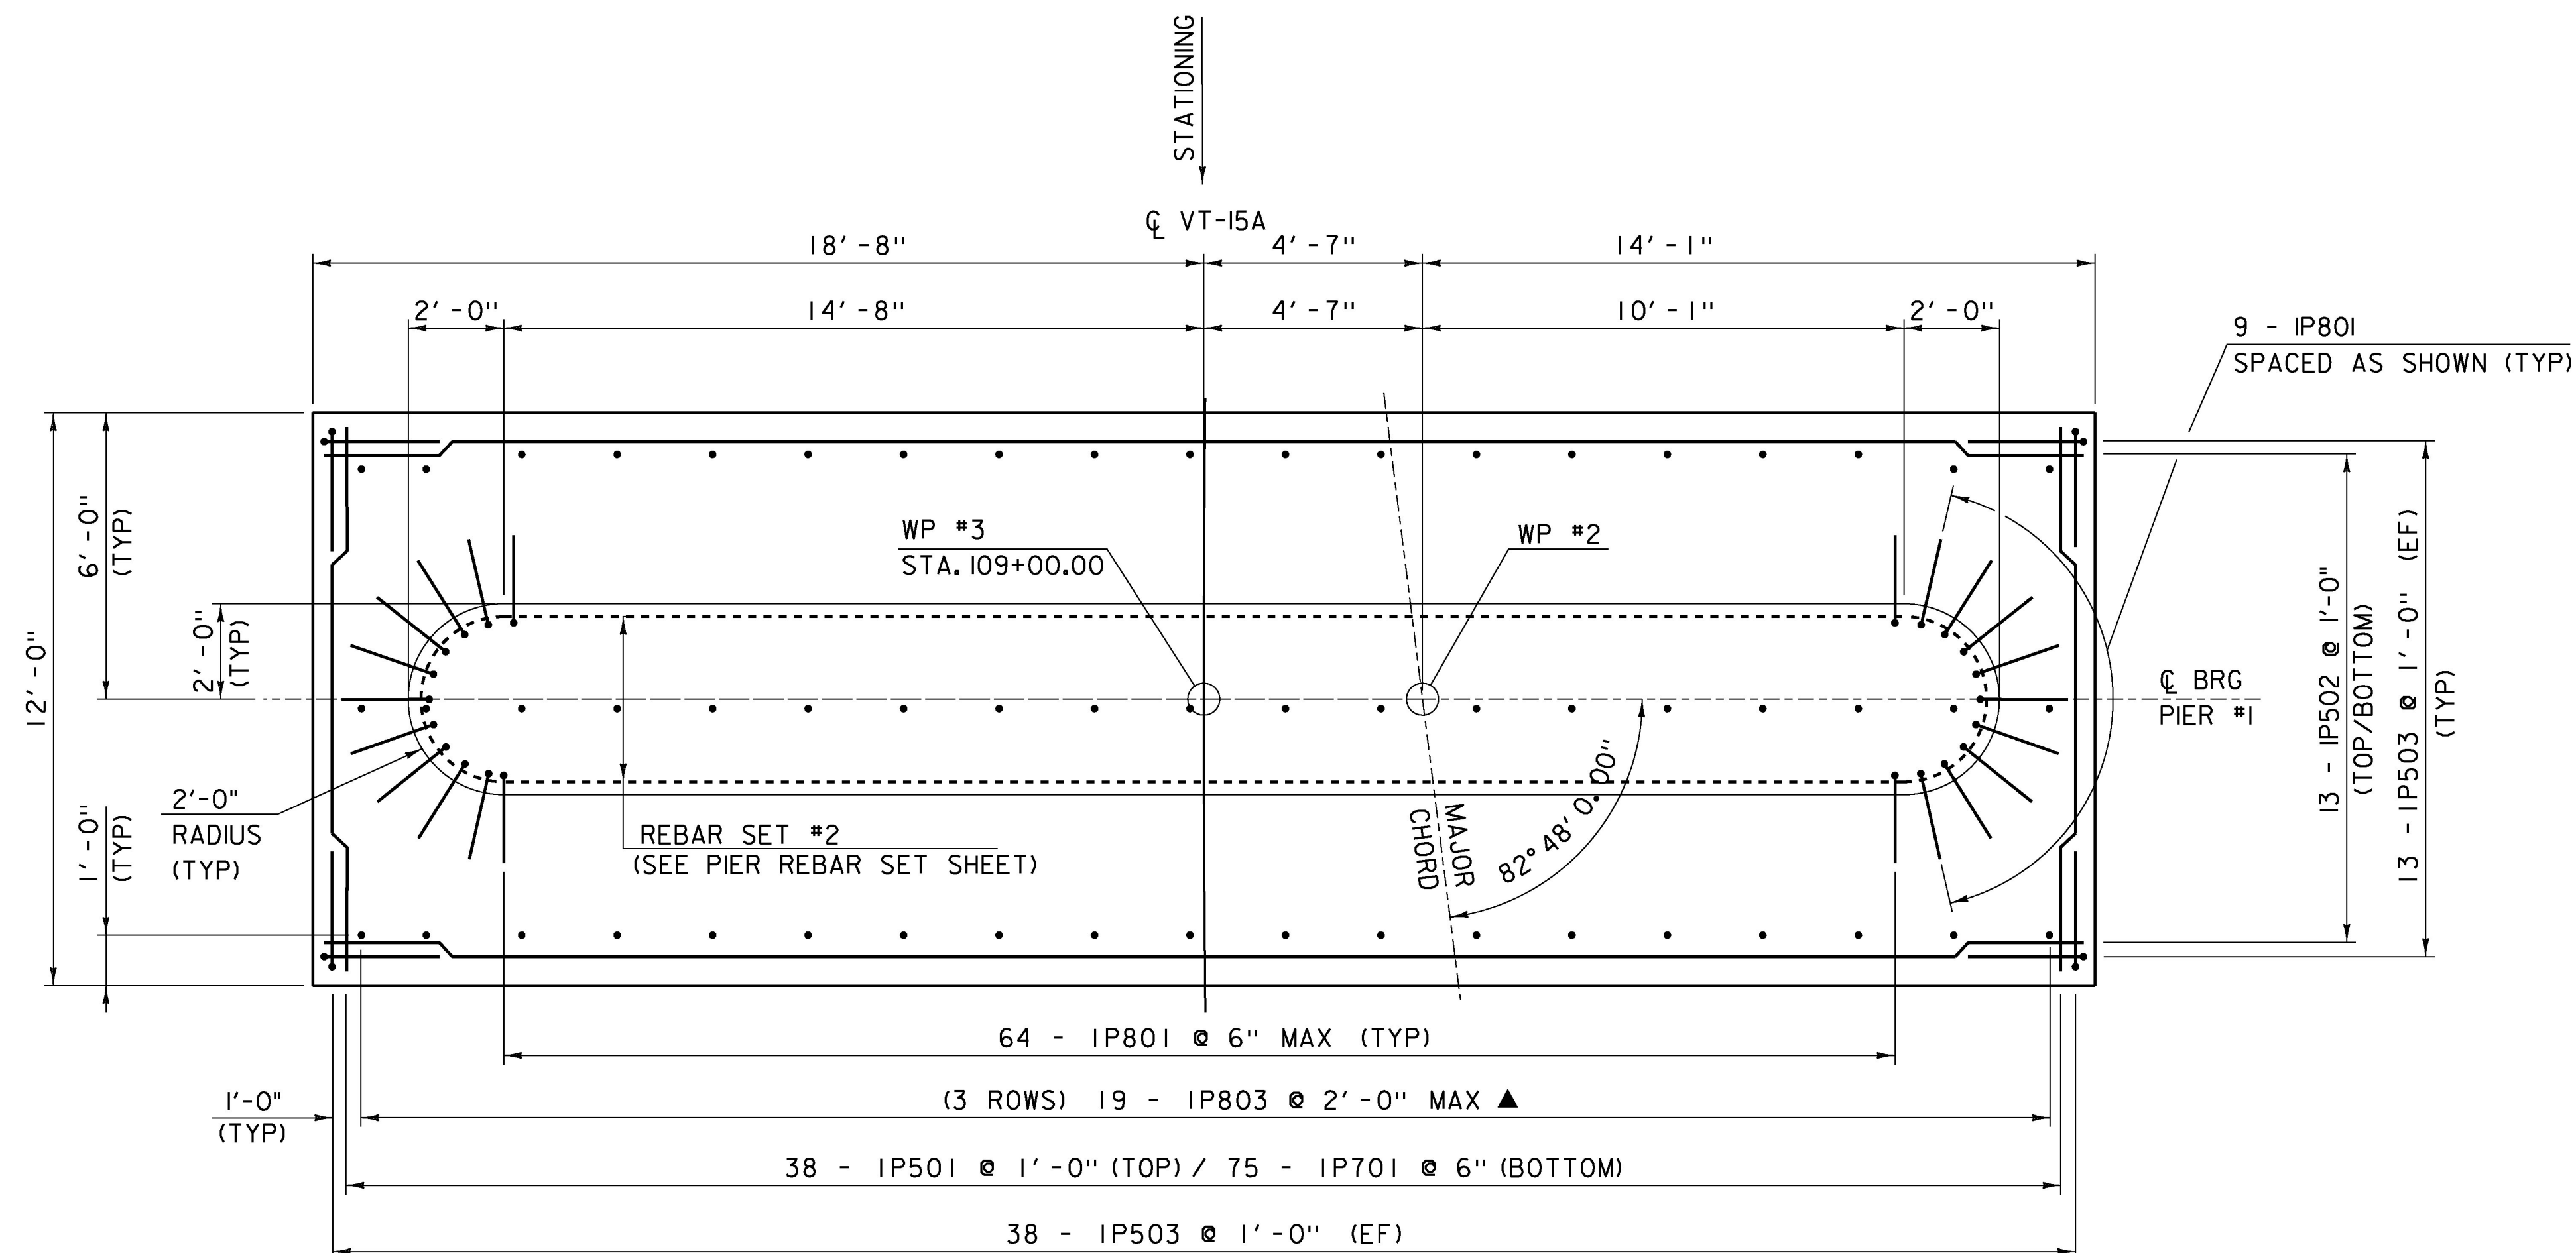 STATIONING
℄ VT-15A
18'-8" 4'-7" 14'-1"
2'-0" 14'-8" 4'-7" 10'-1" 2'-0"
9 - 1P801
SPACED AS SHOWN (TYP)
12'-0"
6'-0"
(TYP)
2'-0"
(TYP)
1'-0"
(TYP)
WP #3
STA. 109+00.00
WP #2
℄ BRG
PIER #1
13 - 1P502 @ 1'-0"
(TOP/BOTTOM)
13 - 1P503 @ 1'-0" (EF)
(TYP)
2'-0"
RADIUS
(TYP)
REBAR SET #2
(SEE PIER REBAR SET SHEET)
MAJOR
CHORD
82° 48' 0.00"
64 - 1P801 @ 6" MAX (TYP)
1'-0"
(TYP)
(3 ROWS) 19 - 1P803 @ 2'-0" MAX ▲
38 - 1P501 @ 1'-0" (TOP) / 75 - 1P701 @ 6" (BOTTOM)
38 - 1P503 @ 1'-0" (EF)